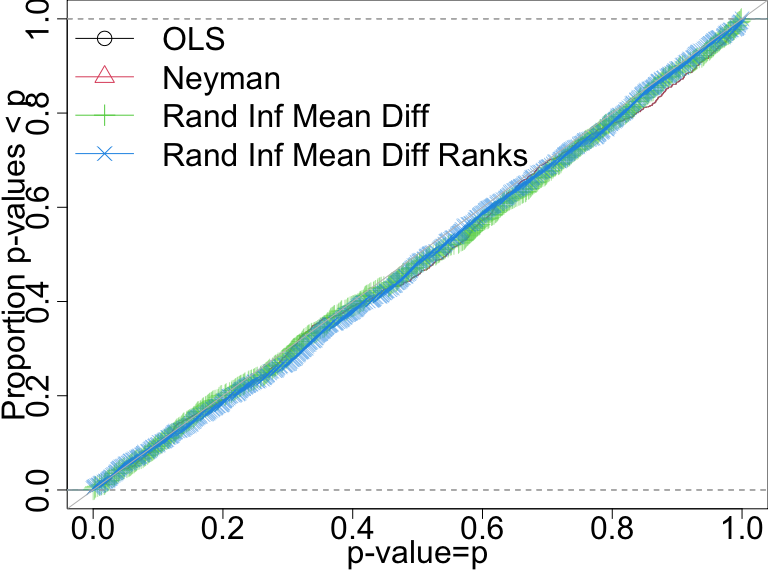 OLS
Neyman
Rand Inf Mean Diff
Rand Inf Mean Diff Ranks
Proportion p-values < p
0.0
0.2
0.4
0.6
0.8
1.0
0.0 0.2 0.4 0.6 0.8 1.0
p-value=p